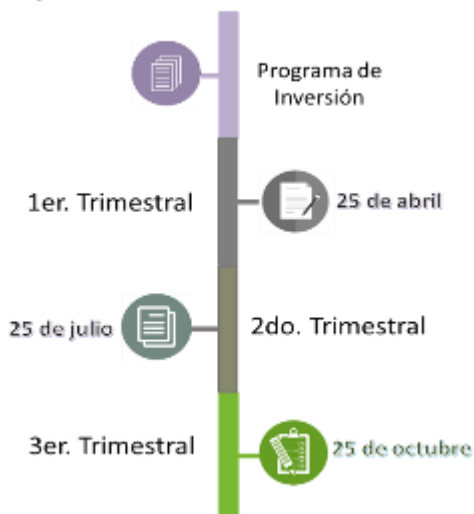 Programa de
Inversión
1er. Trimestral
25 de abril
25 de julio
2do. Trimestral
3er. Trimestral
25 de octubre